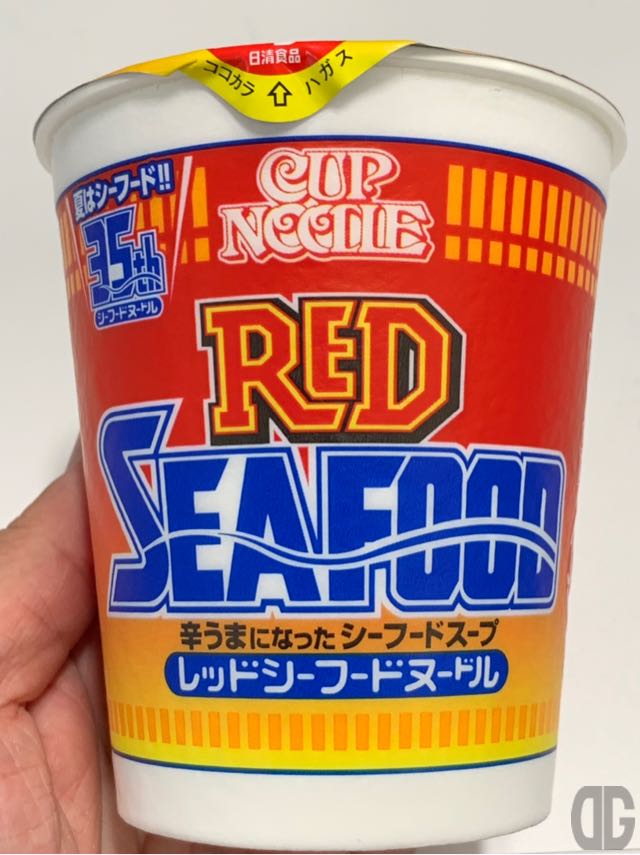 日清食品
ココカラ ⇧ ハガス
夏はシーフード!!
35th
シーフードヌードル
CUP
NOODLE
RED
SEAFOOD
辛うまになったシーフードスープ
レッドシーフードヌードル
DG